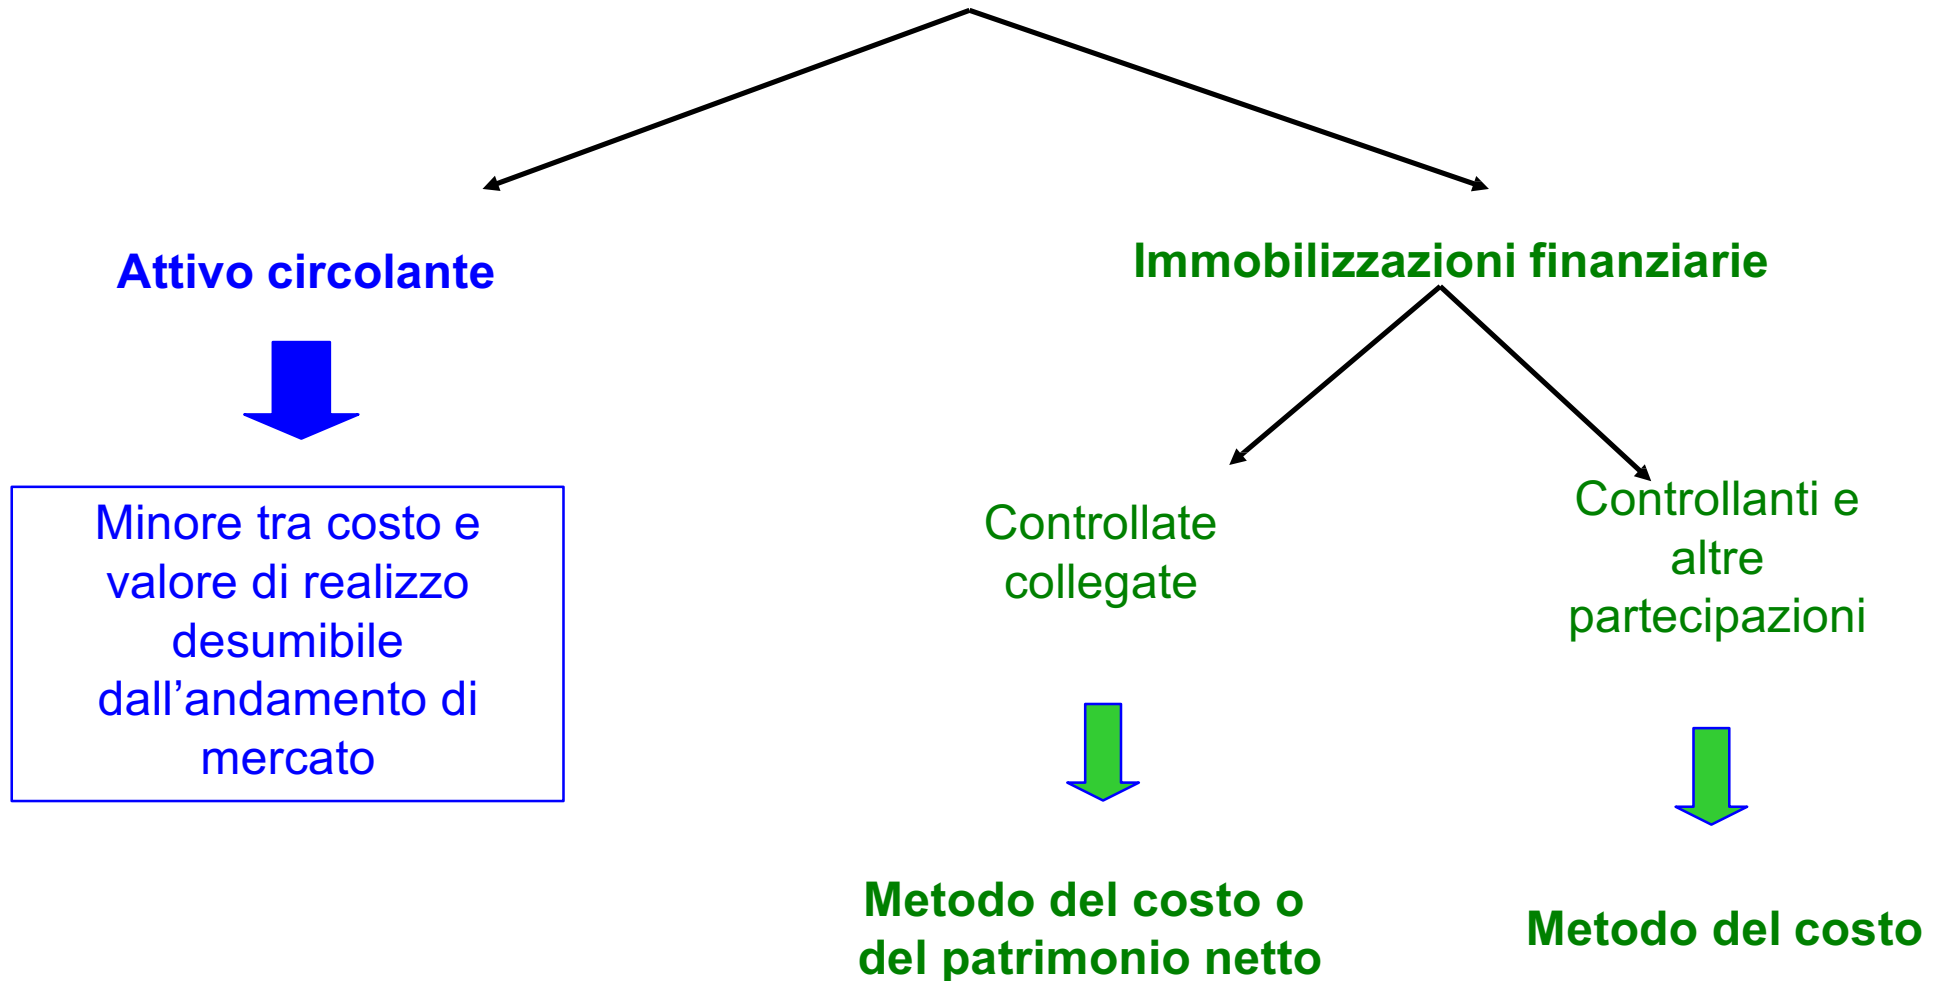 Attivo circolante
Immobilizzazioni finanziarie
Minore tra costo e
valore di realizzo
desumibile
dall’andamento di
mercato
Controllate
collegate
Controllanti e
altre
partecipazioni
Metodo del costo o
del patrimonio netto
Metodo del costo